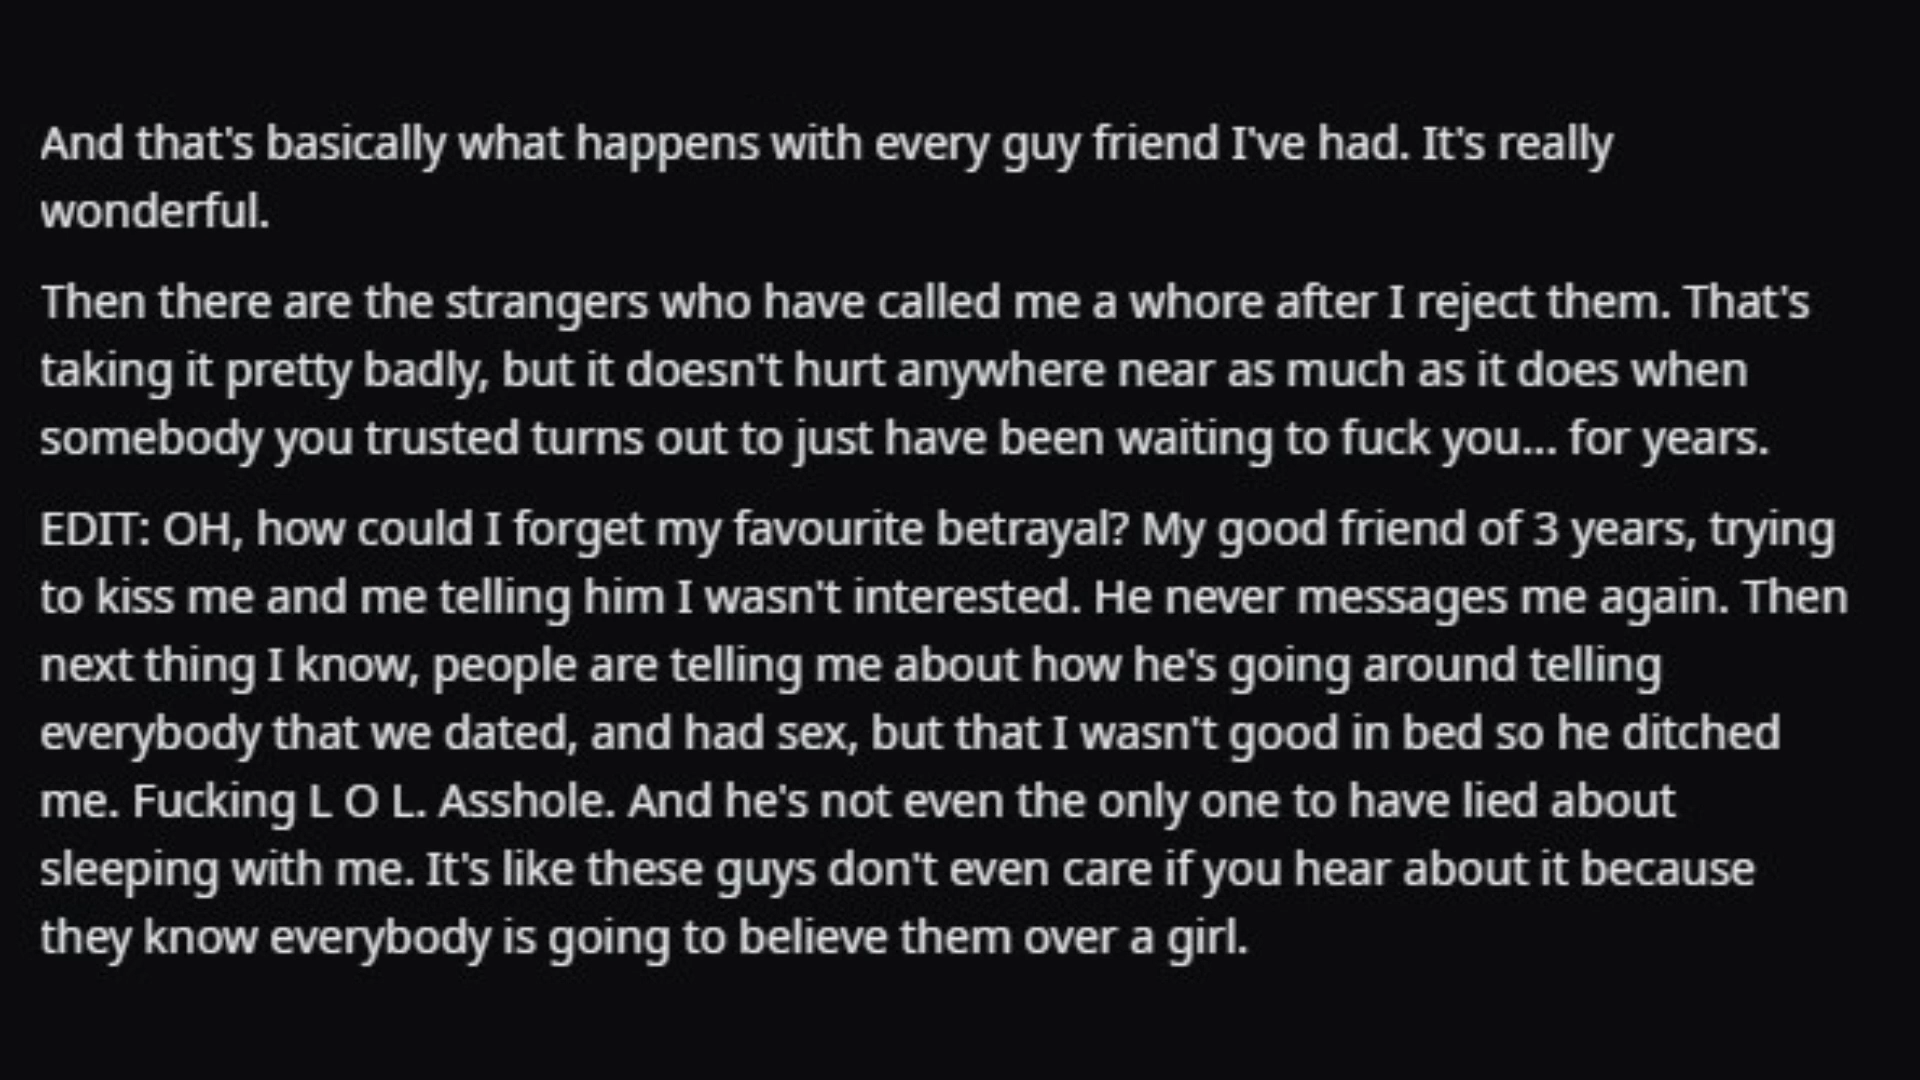 And that's basically what happens with every guy friend I've had. It's really
wonderful.
Then there are the strangers who have called me a whore after I reject them. That's
taking it pretty badly, but it doesn't hurt anywhere near as much as it does when
somebody you trusted turns out to just have been waiting to fuck you... for years.
EDIT: OH, how could I forget my favourite betrayal? My good friend of 3 years, trying
to kiss me and me telling him I wasn't interested. He never messages me again. Then
next thing I know, people are telling me about how he's going around telling
everybody that we dated, and had sex, but that I wasn't good in bed so he ditched
me. Fucking L O L. Asshole. And he's not even the only one to have lied about
sleeping with me. It's like these guys don't even care if you hear about it because
they know everybody is going to believe them over a girl.